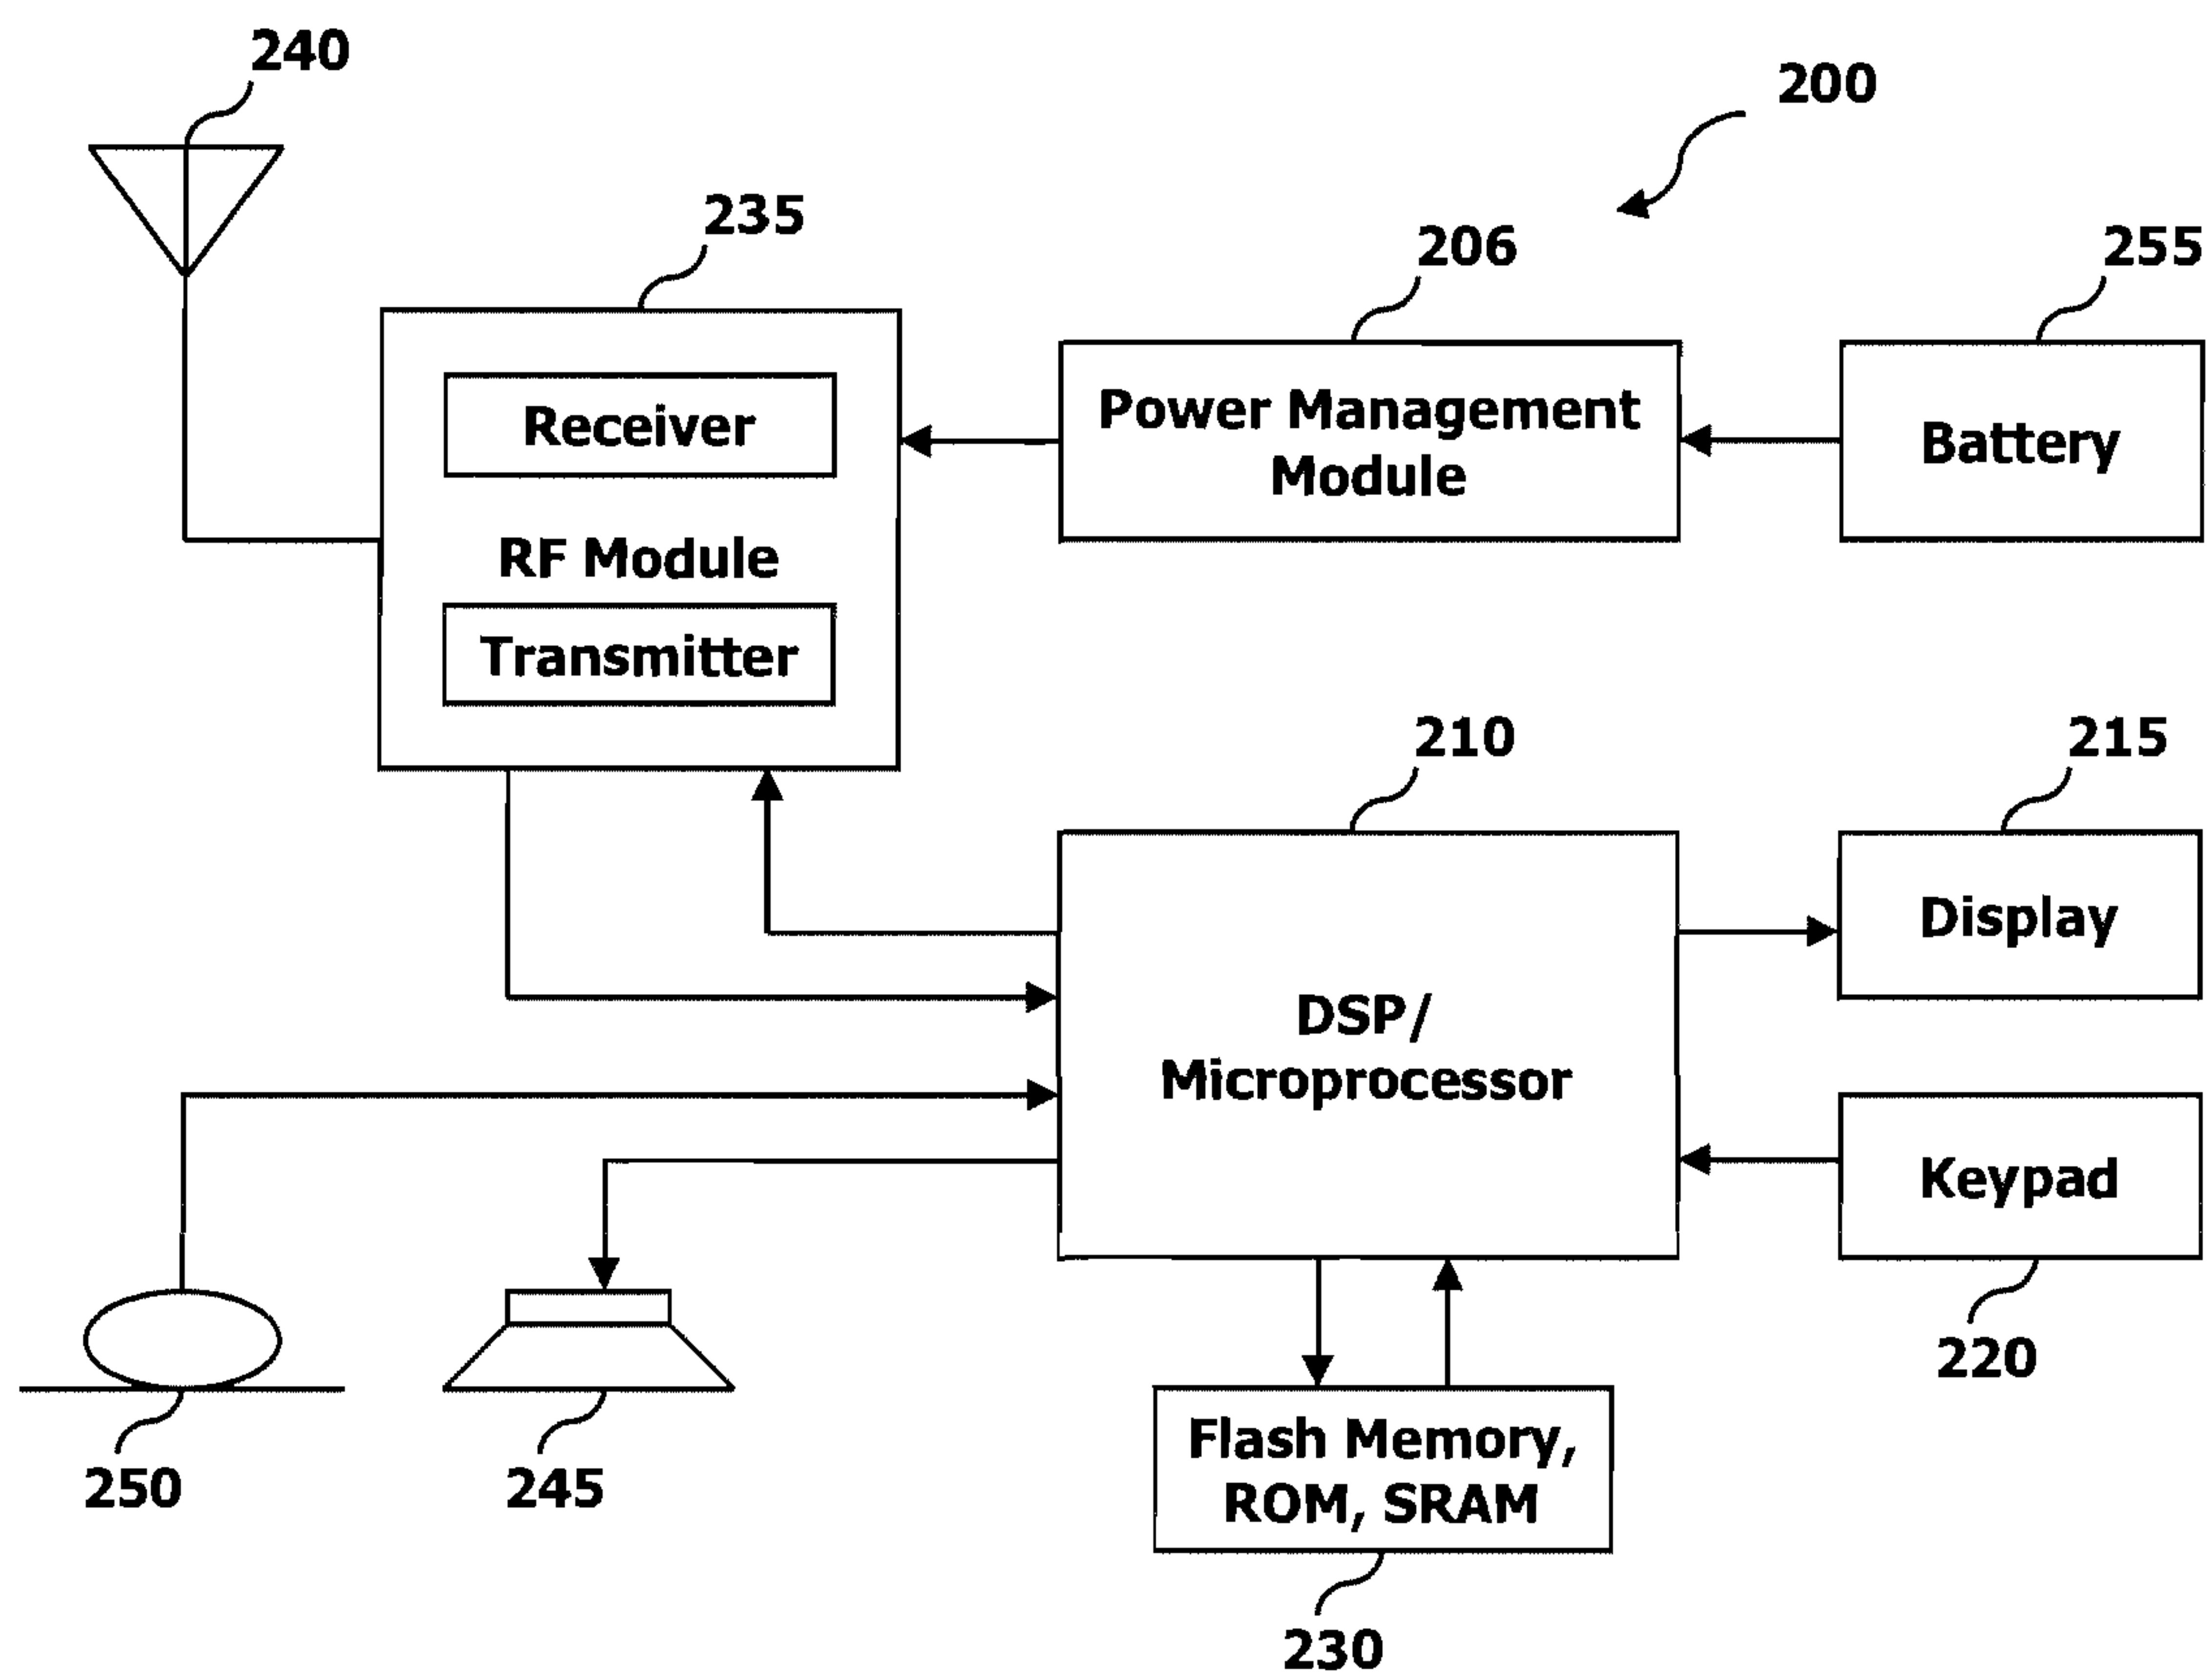 240
200
235
206
255
Receiver
RF Module
Transmitter
Power Management
Module
Battery
210
215
DSP/
Microprocessor
Display
Keypad
220
250
245
Flash Memory,
ROM, SRAM
230